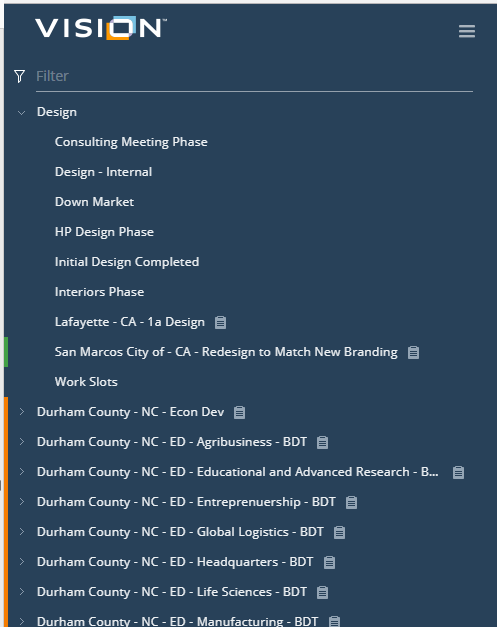 VISION™
Filter
Design
Consulting Meeting Phase
Design - Internal
Down Market
HP Design Phase
Initial Design Completed
Interiors Phase
Lafayette - CA - 1a Design
San Marcos City of - CA - Redesign to Match New Branding
Work Slots
Durham County - NC - Econ Dev
Durham County - NC - ED - Agribusiness - BDT
Durham County - NC - ED - Educational and Advanced Research - B...
Durham County - NC - ED - Entreprenuership - BDT
Durham County - NC - ED - Global Logistics - BDT
Durham County - NC - ED - Headquarters - BDT
Durham County - NC - ED - Life Sciences - BDT
Durham County - NC - ED - Manufacturing - BDT